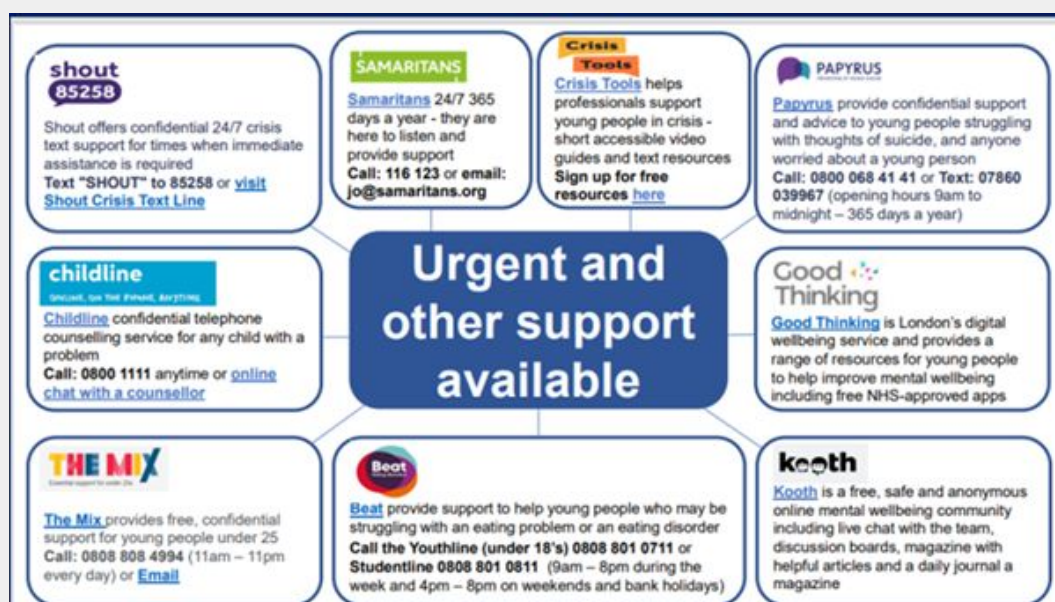 shout
85258
Shout offers confidential 24/7 crisis
text support for times when immediate
assistance is required
Text "SHOUT" to 85258 or visit
Shout Crisis Text Line
SAMARITANS
Samaritans 24/7 365
days a year - they are
here to listen and
provide support
Call: 116 123 or email:
jo@samaritans.org
Crisis
Tools
Crisis Tools helps
professionals support
young people in crisis -
short accessible video
guides and text resources
Sign up for free
resources here
PAPYRUS
Papyrus provide confidential support
and advice to young people struggling
with thoughts of suicide, and anyone
worried about a young person
Call: 0800 068 41 41 or Text: 07860
039967 (opening hours 9am to
midnight – 365 days a year)
childline
ONLINE, ON THE PHONE, ANYTIME
Childline confidential telephone
counselling service for any child with a
problem
Call: 0800 1111 anytime or online
chat with a counsellor
Urgent and
other support
available
Good
Thinking
Good Thinking is London's digital
wellbeing service and provides a
range of resources for young people
to help improve mental wellbeing
including free NHS-approved apps
THE MIX
Essential support for under 25s
The Mix provides free, confidential
support for young people under 25
Call: 0808 808 4994 (11am – 11pm
every day) or Email
Beat
Beat provide support to help young people who may be
struggling with an eating problem or an eating disorder
Call the Youthline (under 18's) 0808 801 0711 or
Studentline 0808 801 0811 (9am – 8pm during the
week and 4pm – 8pm on weekends and bank holidays)
kooth
Kooth is a free, safe and anonymous
online mental wellbeing community
including live chat with the team,
discussion boards, magazine with
helpful articles and a daily journal a
magazine